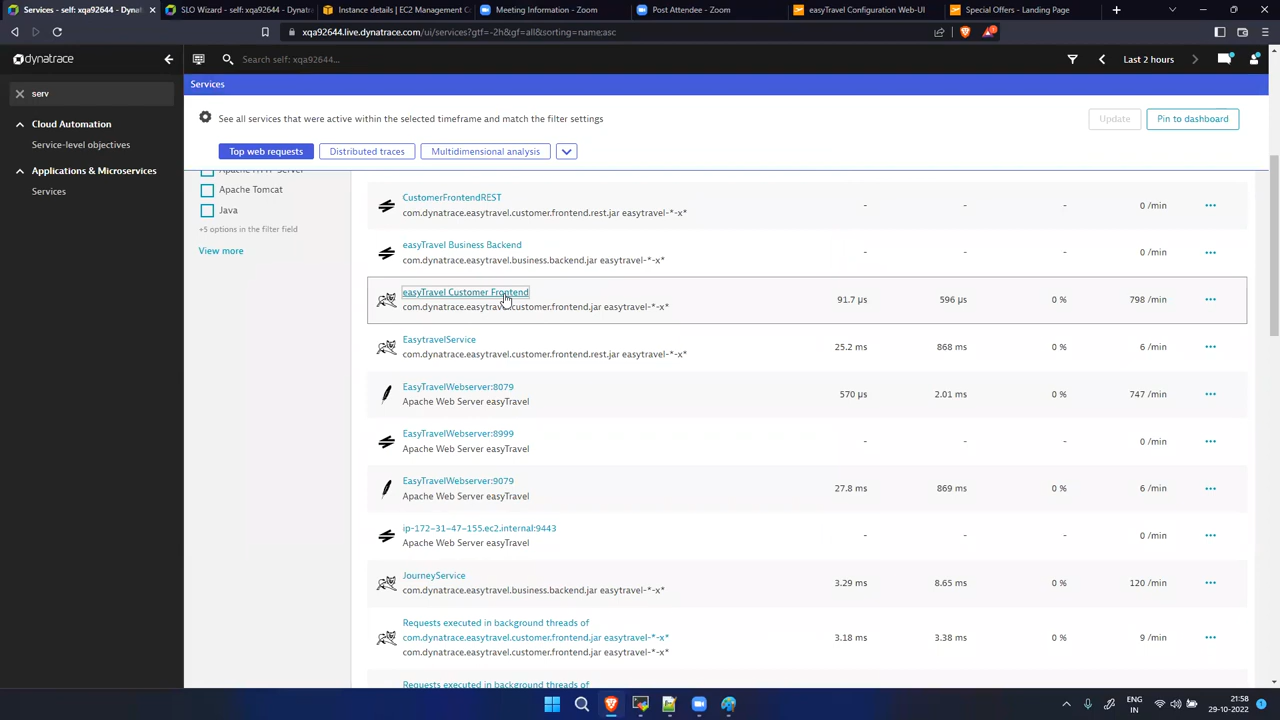 Services - self: xqa92644 - Dynatr
SLO Wizard - self: xqa92644 - Dynatr
Instance details | EC2 Management C
Meeting Information - Zoom
Post Attendee - Zoom
easyTravel Configuration Web-UI
Special Offers - Landing Page
xqa92644.live.dynatrace.com/ui/services?gtf=-2h&gf=all&sorting=name;asc
dynatrace
Search self: xqa92644...
Last 2 hours
Services
serv
Cloud Automation
Service-level objectives
Applications & Microservices
Services
See all services that were active within the selected timeframe and match the filter settings
Update
Pin to dashboard
Top web requests
Distributed traces
Multidimensional analysis
Apache HTTP Server
Apache Tomcat
Java
+5 options in the filter field
View more
CustomerFrontendREST
com.dynatrace.easytravel.customer.frontend.rest.jar easytravel-*-x*
- - - 0 /min
easyTravel Business Backend
com.dynatrace.easytravel.business.backend.jar easytravel-*-x*
- - - 0 /min
easyTravel Customer Frontend
com.dynatrace.easytravel.customer.frontend.jar easytravel-*-x*
91.7 µs 596 µs 0 % 798 /min
EasytravelService
com.dynatrace.easytravel.customer.frontend.rest.jar easytravel-*-x*
25.2 ms 868 ms 0 % 6 /min
EasyTravelWebserver:8079
Apache Web Server easyTravel
570 µs 2.01 ms 0 % 747 /min
EasyTravelWebserver:8999
Apache Web Server easyTravel
- - - 0 /min
EasyTravelWebserver:9079
Apache Web Server easyTravel
27.8 ms 869 ms 0 % 6 /min
ip-172-31-47-155.ec2.internal:9443
Apache Web Server easyTravel
- - - 0 /min
JourneyService
com.dynatrace.easytravel.business.backend.jar easytravel-*-x*
3.29 ms 8.65 ms 0 % 120 /min
Requests executed in background threads of
com.dynatrace.easytravel.customer.frontend.jar easytravel-*-x*
com.dynatrace.easytravel.customer.frontend.jar easytravel-*-x*
3.18 ms 3.38 ms 0 % 9 /min
Requests executed in background threads of
ENG
IN
21:58
29-10-2022